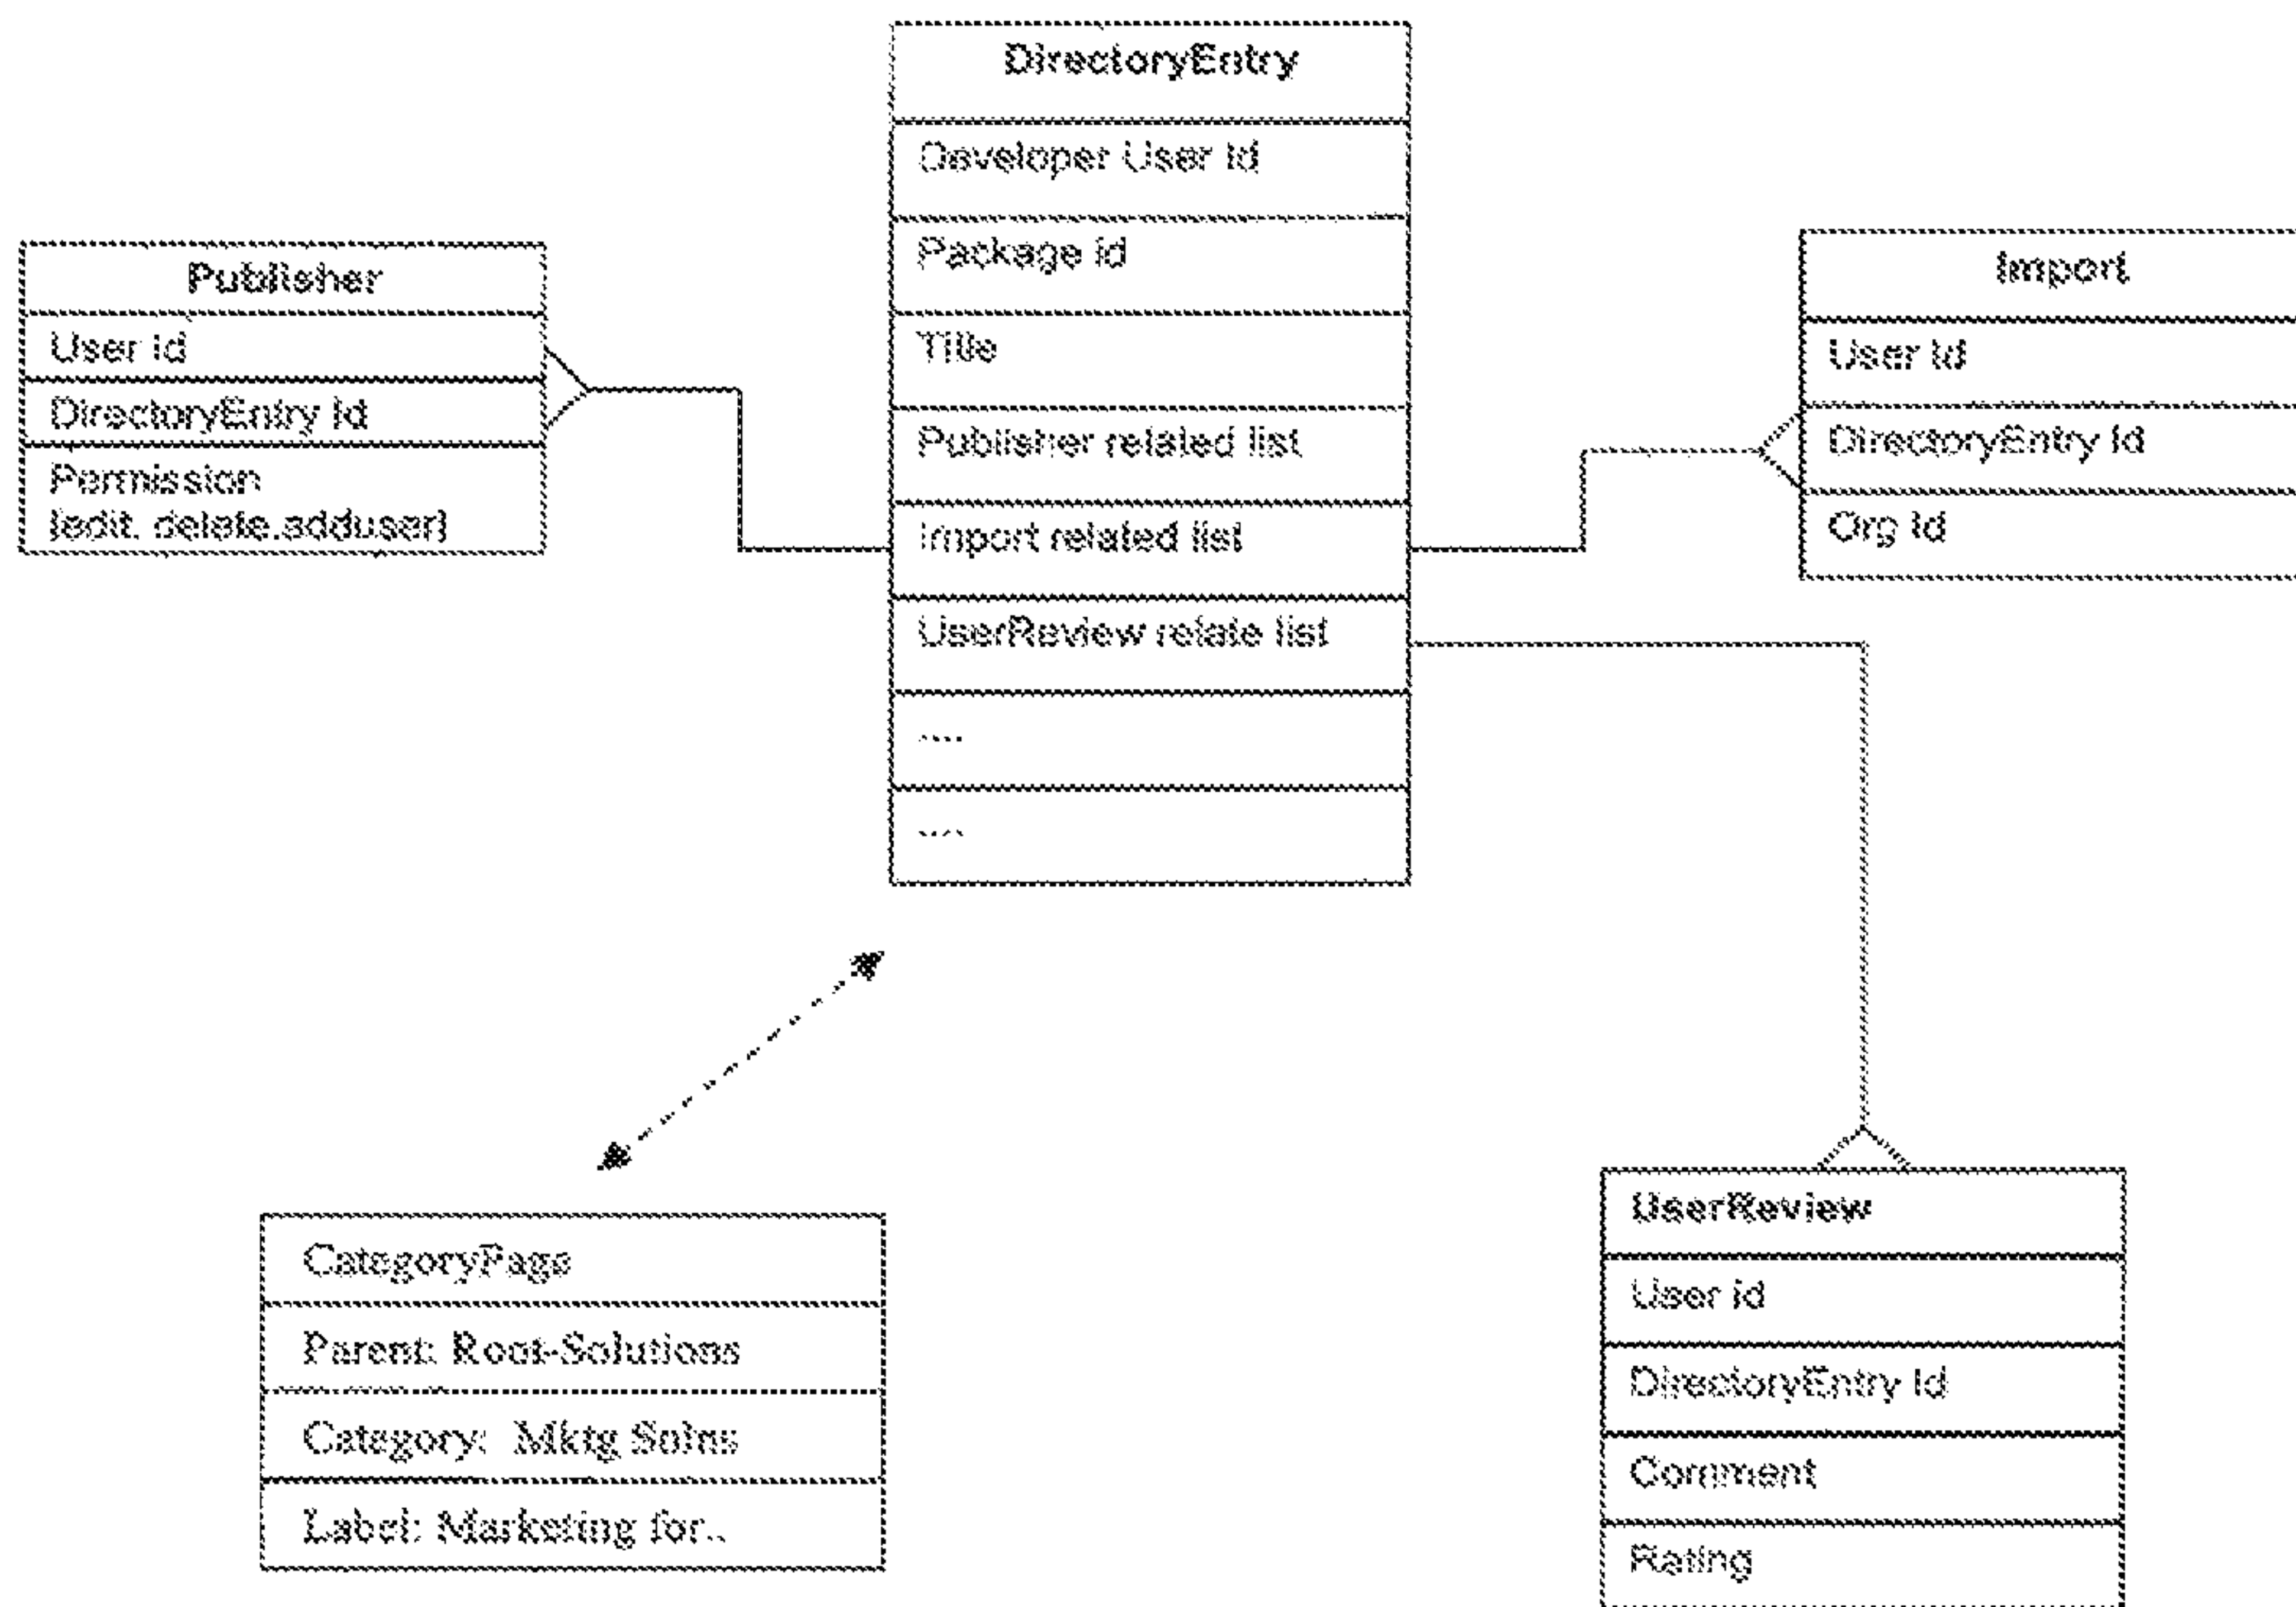 DirectoryEntry
Developer User Id
Package id
Title
Publisher related list
Import related list
UserReview relate list
....
....
Publisher
User id
DirectoryEntry Id
Permission
[edit, delete,adduser]
Import
User Id
DirectoryEntry Id
Org Id
CategoryPage
Parent: Root-Solutions
Category: Mktg Solns
Label: Marketing for..
UserReview
User id
DirectoryEntry Id
Comment
Rating